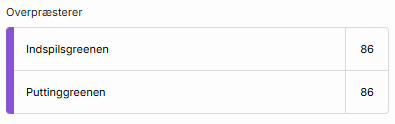 Overpræsterer
Indspilsgreenen 86
Puttinggreenen 86